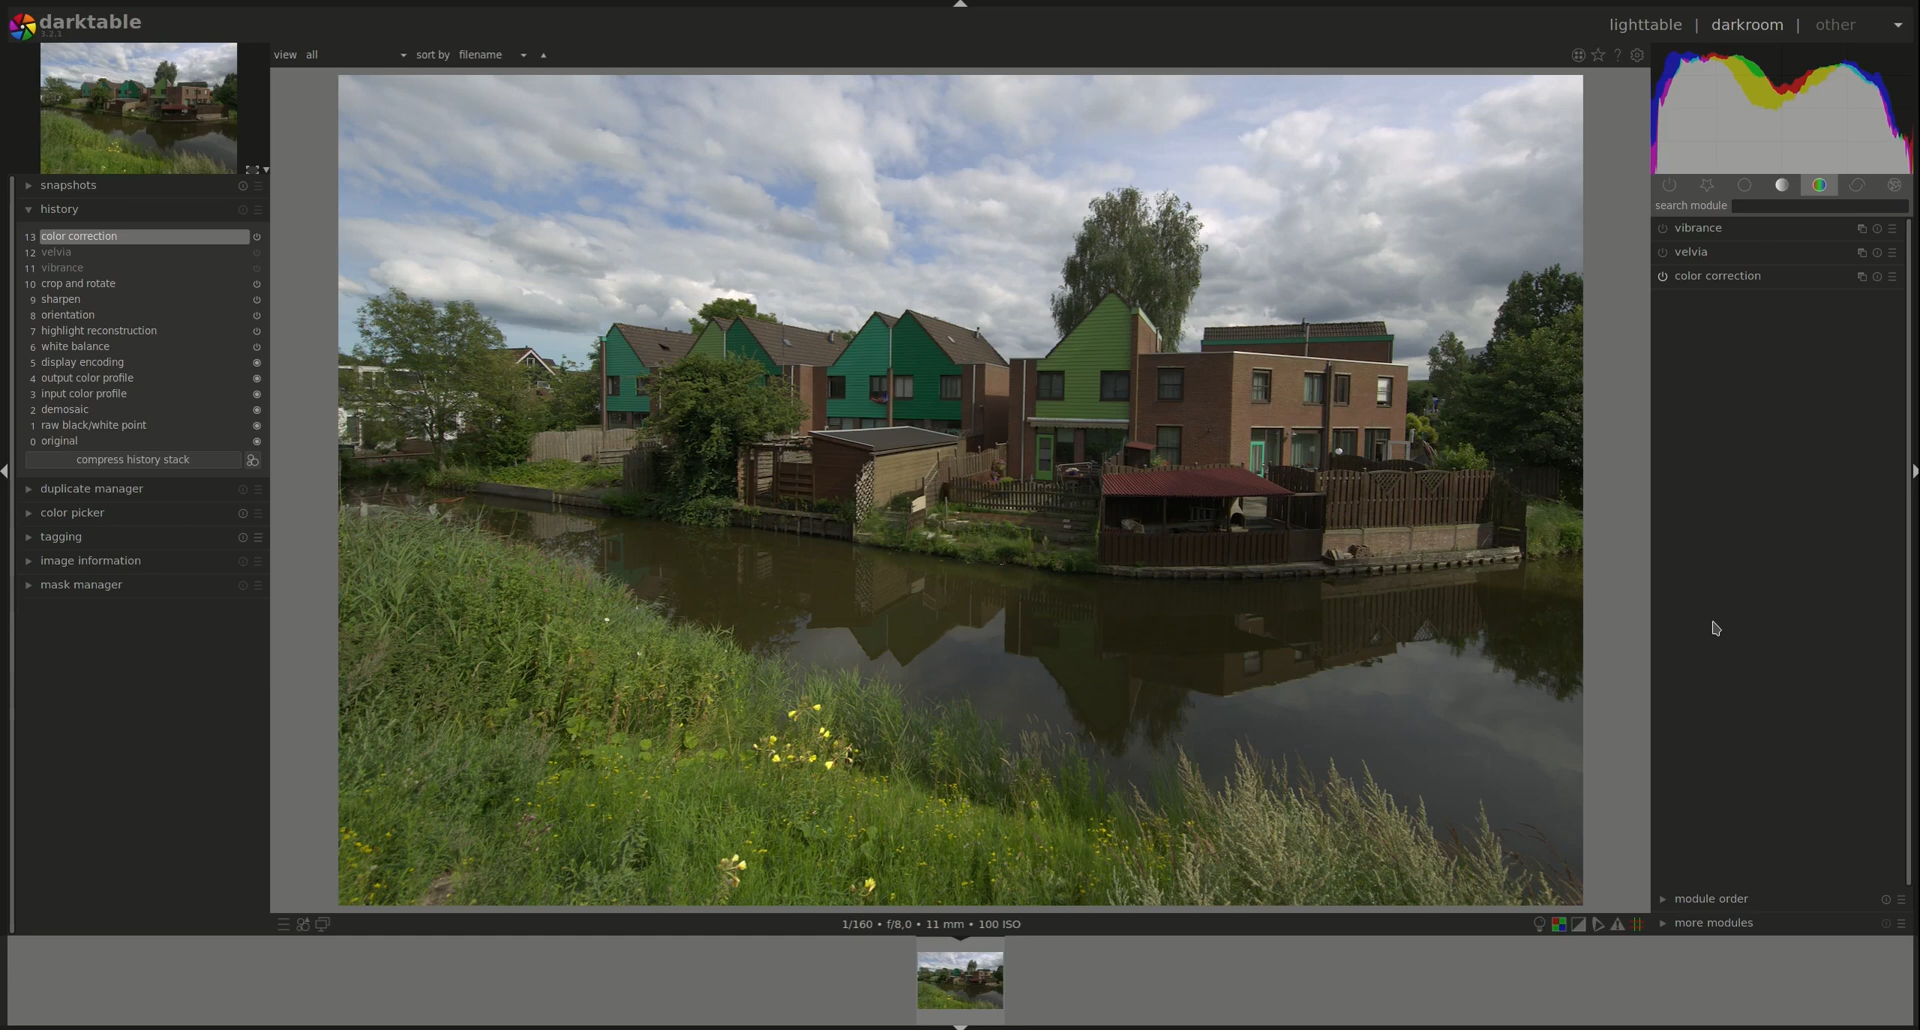 darktable
3.2.1
lighttable | darkroom | other
view all sort by filename
snapshots
history
13 color correction
12 velvia
11 vibrance
10 crop and rotate
9 sharpen
8 orientation
7 highlight reconstruction
6 white balance
5 display encoding
4 output color profile
3 input color profile
2 demosaic
1 raw black/white point
0 original
compress history stack
duplicate manager
color picker
tagging
image information
mask manager
search module
vibrance
velvia
color correction
module order
more modules
1/160 • f/8,0 • 11 mm • 100 ISO